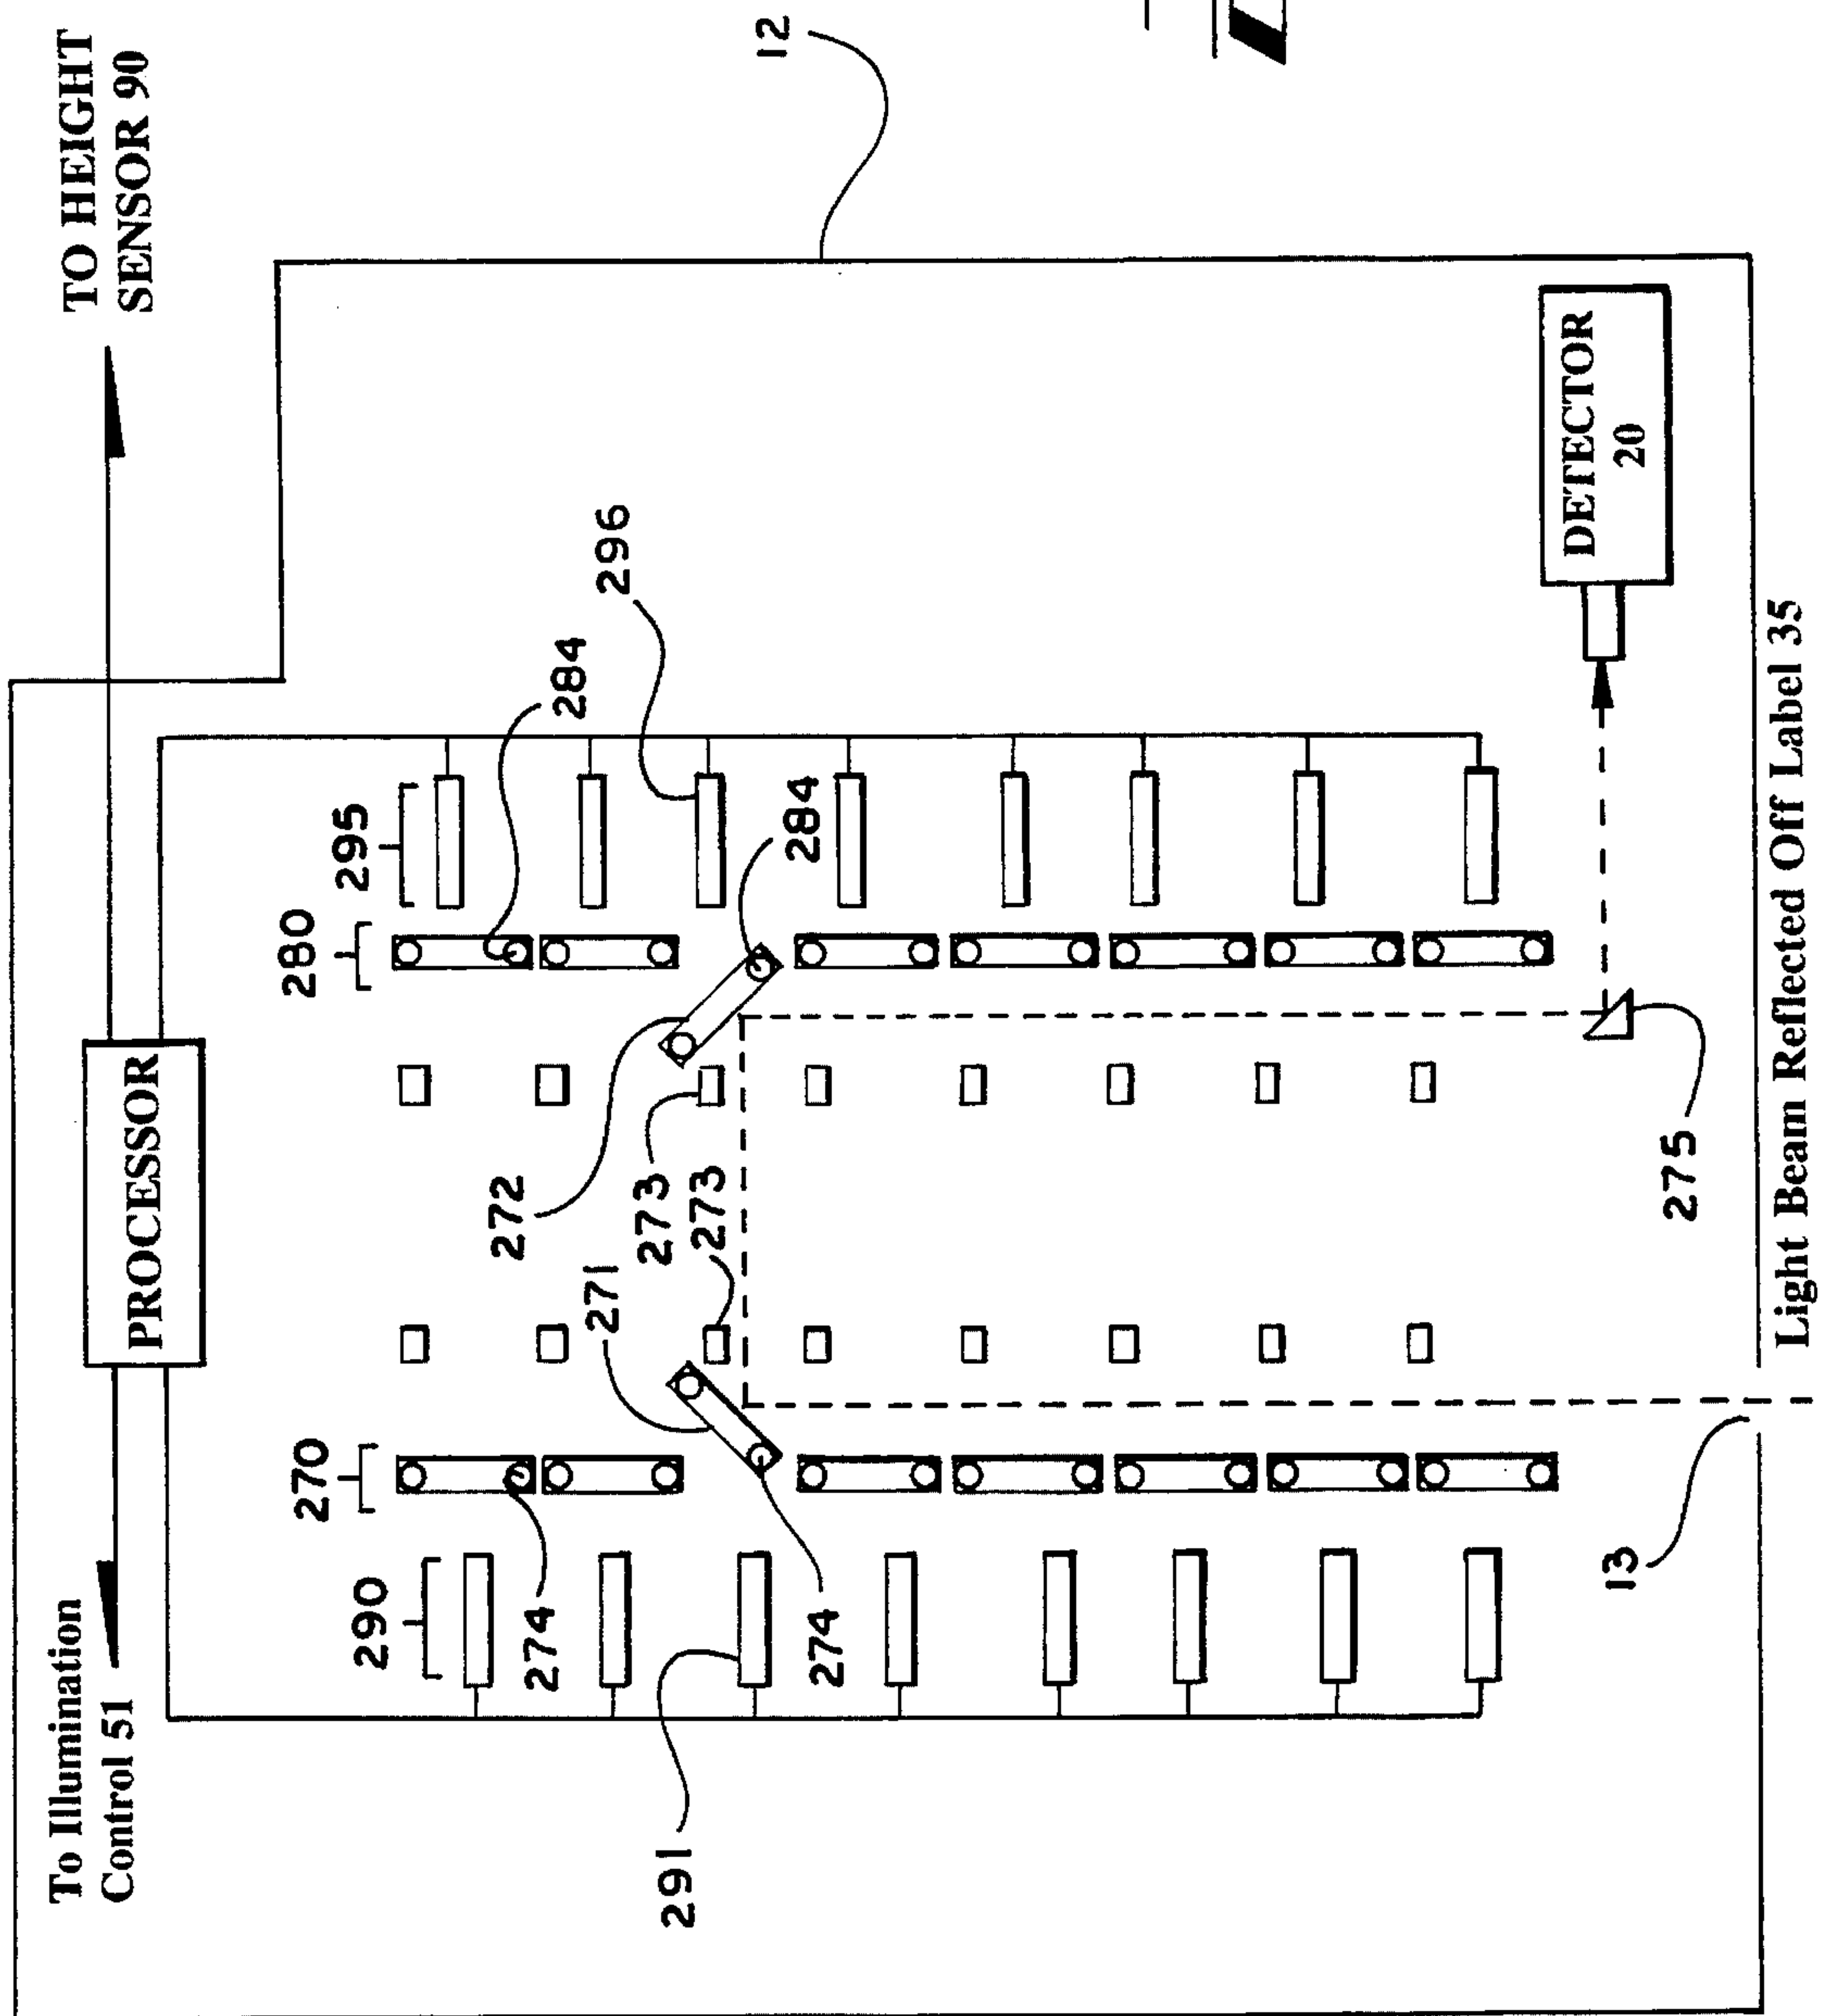 To Illumination
Control 51
TO HEIGHT
SENSOR 90
PROCESSOR
290
270
280
295
274
272
284
271
296
291
273
273
12
274
284
DETECTOR
20
13
275
Light Beam Reflected Off Label 35